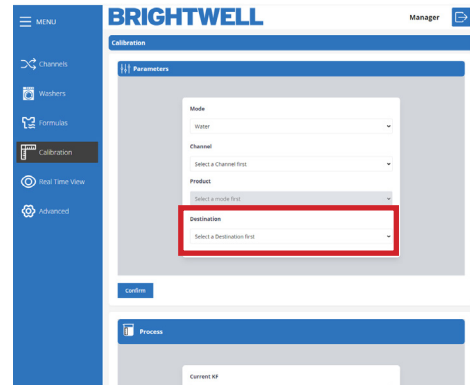 MENU
BRIGHTWELL
Manager
Calibration
Channels
Parameters
Washers
Mode
Formulas
Water
Channel
Calibration
Select a Channel first
Real Time View
Product
Select a mode first
Advanced
Destination
Select a Destination first
Confirm
Process
Current KF